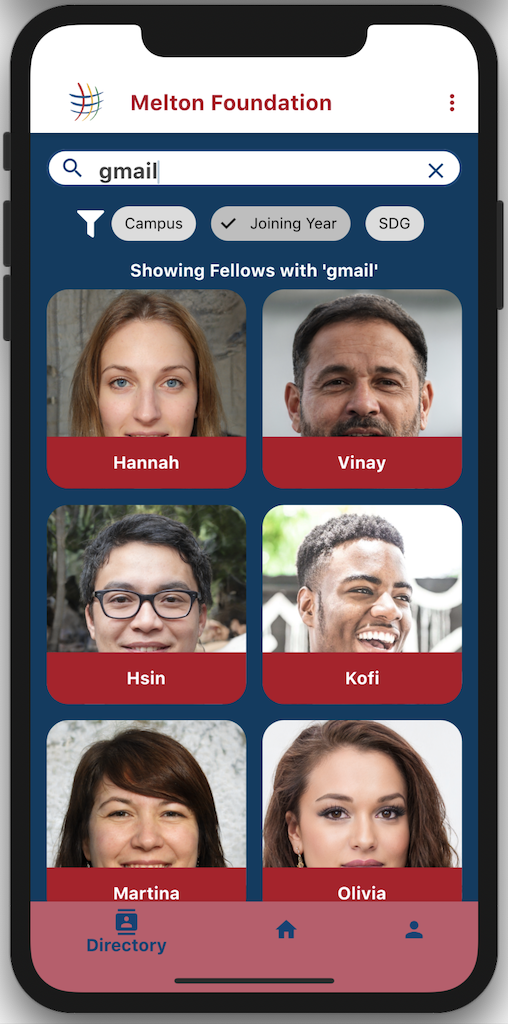 Melton Foundation
gmail
Campus
Joining Year
SDG
Showing Fellows with 'gmail'
Hannah
Vinay
Hsin
Kofi
Martina
Olivia
Directory